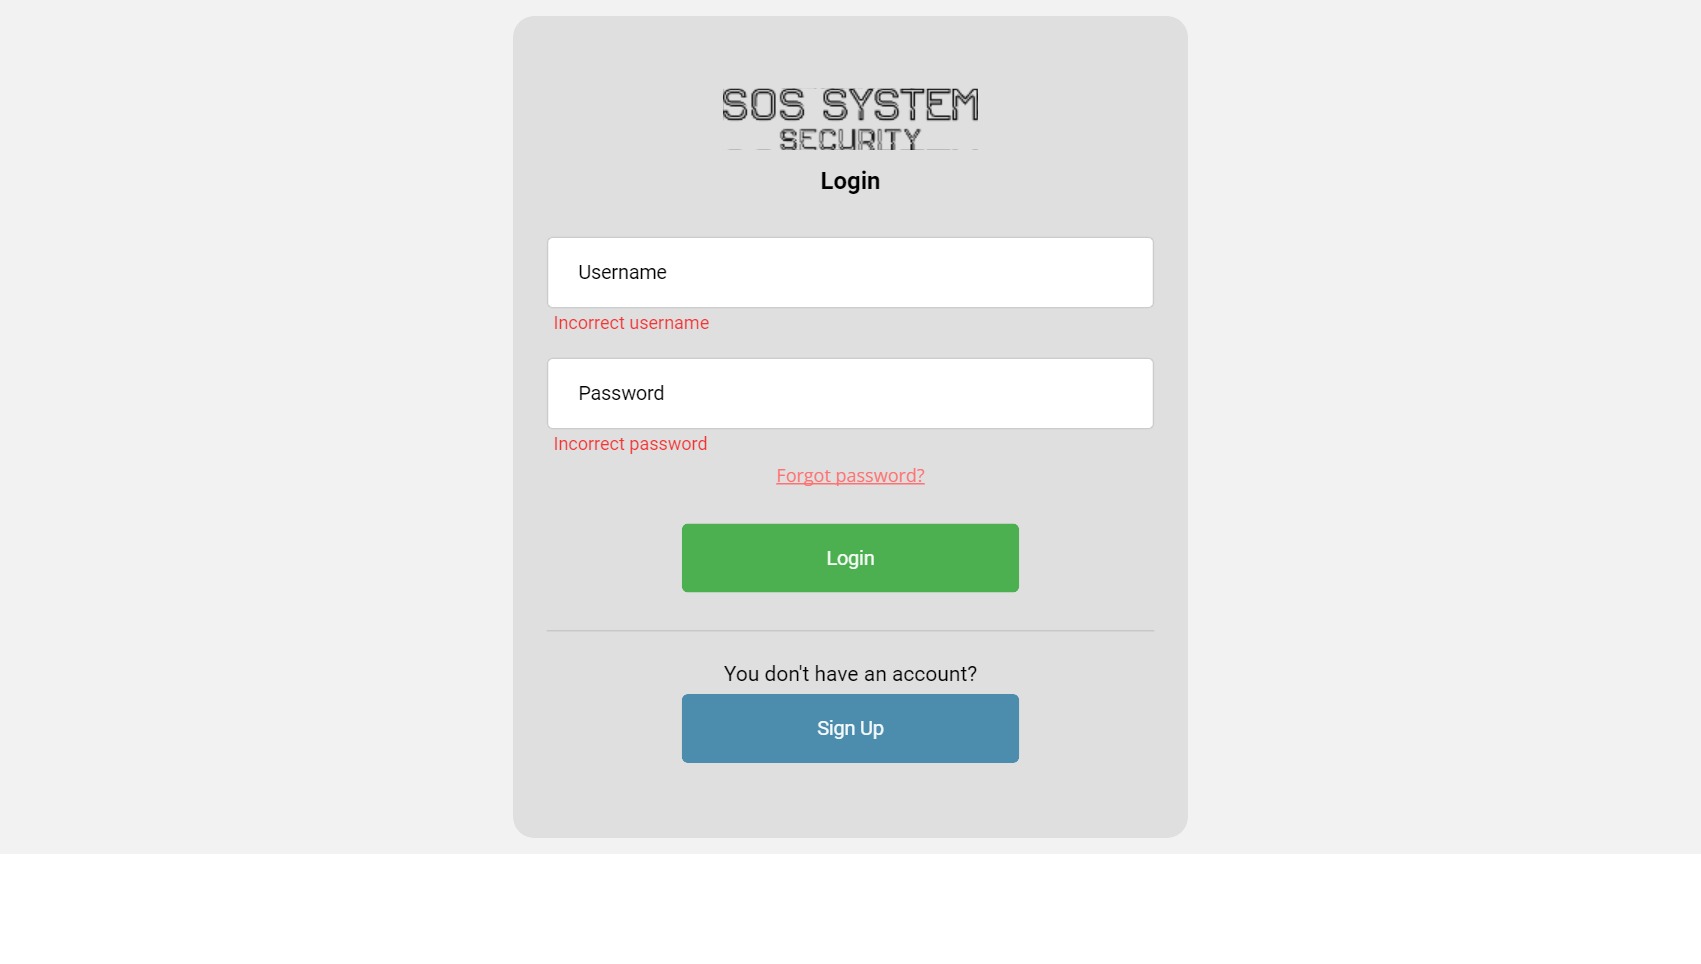 SOS SYSTEM
SECURITY
Login
Username
Incorrect username
Password
Incorrect password
Forgot password?
Login
You don't have an account?
Sign Up